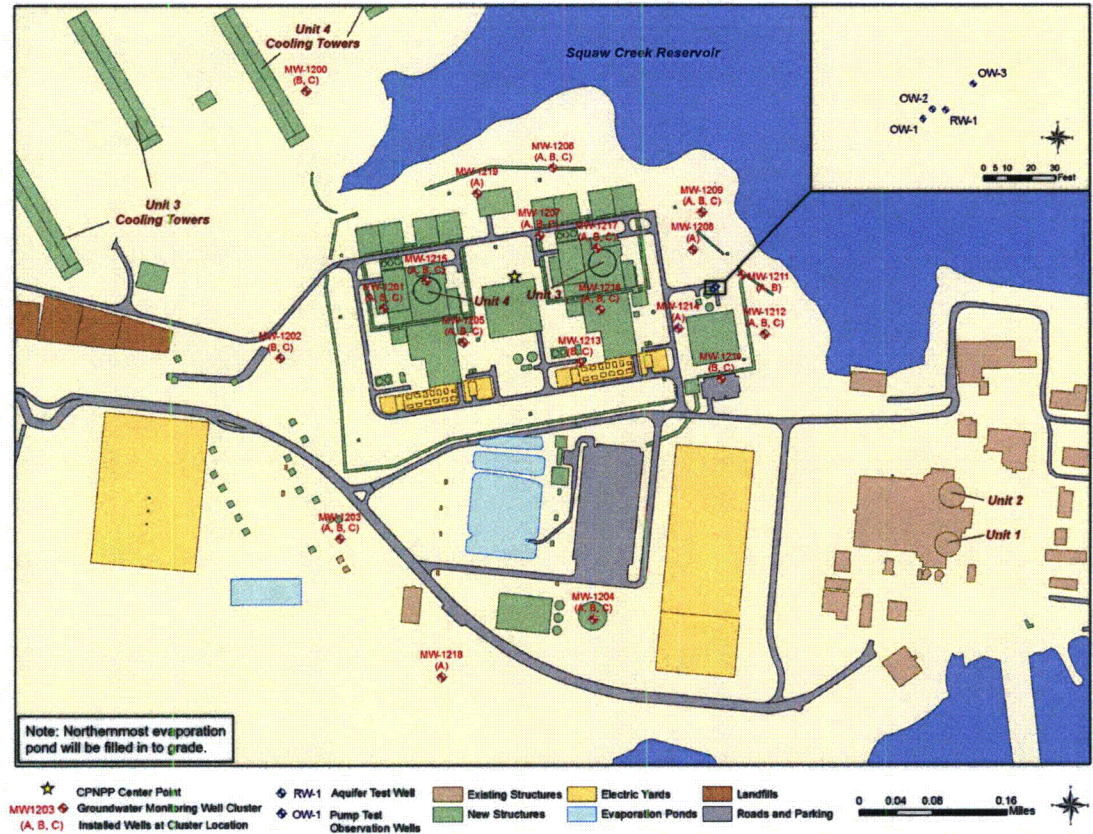 Unit 4
Cooling Towers
MW-1200
(B, C)
Squaw Creek Reservoir
OW-3
OW-2
OW-1
RW-1
0 5 10 20 30
Feet
Unit 3
Cooling Towers
MW-1206
(A, B, C)
MW-1219
(A)
MW-1209
(A, B, C)
MW-1207
(A, B, C)
MW-1217
(A, B, C)
MW-1208
(A)
MW-1215
(A, B, C)
MW-1211
(A, B)
MW-1201
(A, B, C)
Unit 4
Unit 3
MW-1216
(A, B, C)
MW-1214
(A)
MW-1212
(A, B, C)
MW-1202
(B, C)
MW-1205
(A, B, C)
MW-1213
(B, C)
(B, C)
Unit 2
Unit 1
MW-1203
(A, B, C)
MW-1204
(A, B, C)
MW-1218
(A)
Note: Northernmost evaporation
pond will be filled in to grade.
CPNPP Center Point
MW1203 Groundwater Monitoring Well Cluster
(A, B, C) Installed Wells at Cluster Location
RW-1 Aquifer Test Well
OW-1 Pump Test
Observation Wells
Existing Structures
New Structures
Electric Yards
Evaporation Ponds
Landfills
Roads and Parking
0 0.04 0.08 0.16
Miles